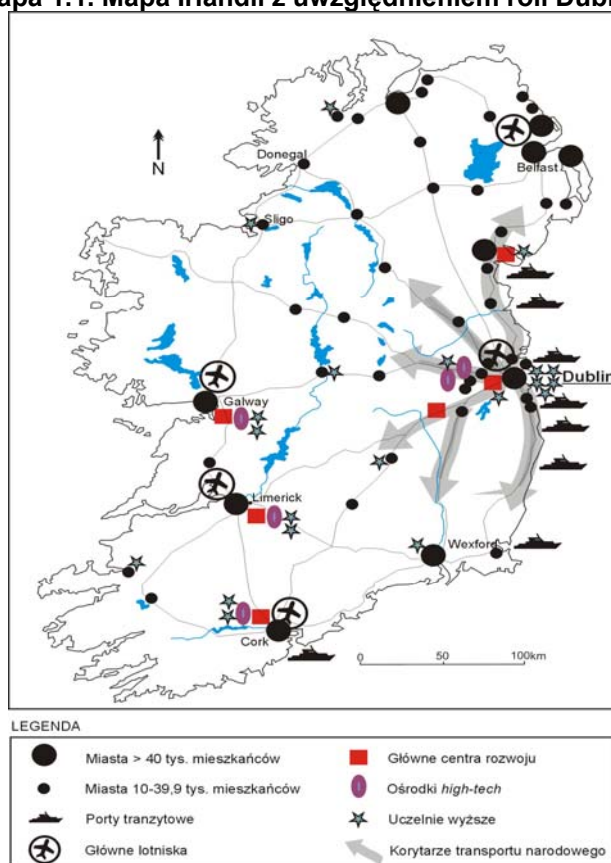 apa 1.1. Mapa Irlandii z uwzględnieniem roli Dubl
N
Donegal
Belfast
Sligo
Dublin
Galway
Limerick
Wexford
Cork
0 50 100km
LEGENDA
Miasta > 40 tys. mieszkańców
Główne centra rozwoju
Miasta 10-39,9 tys. mieszkańców
Ośrodki high-tech
Porty tranzytowe
Uczelnie wyższe
Główne lotniska
Korytarze transportu narodowego